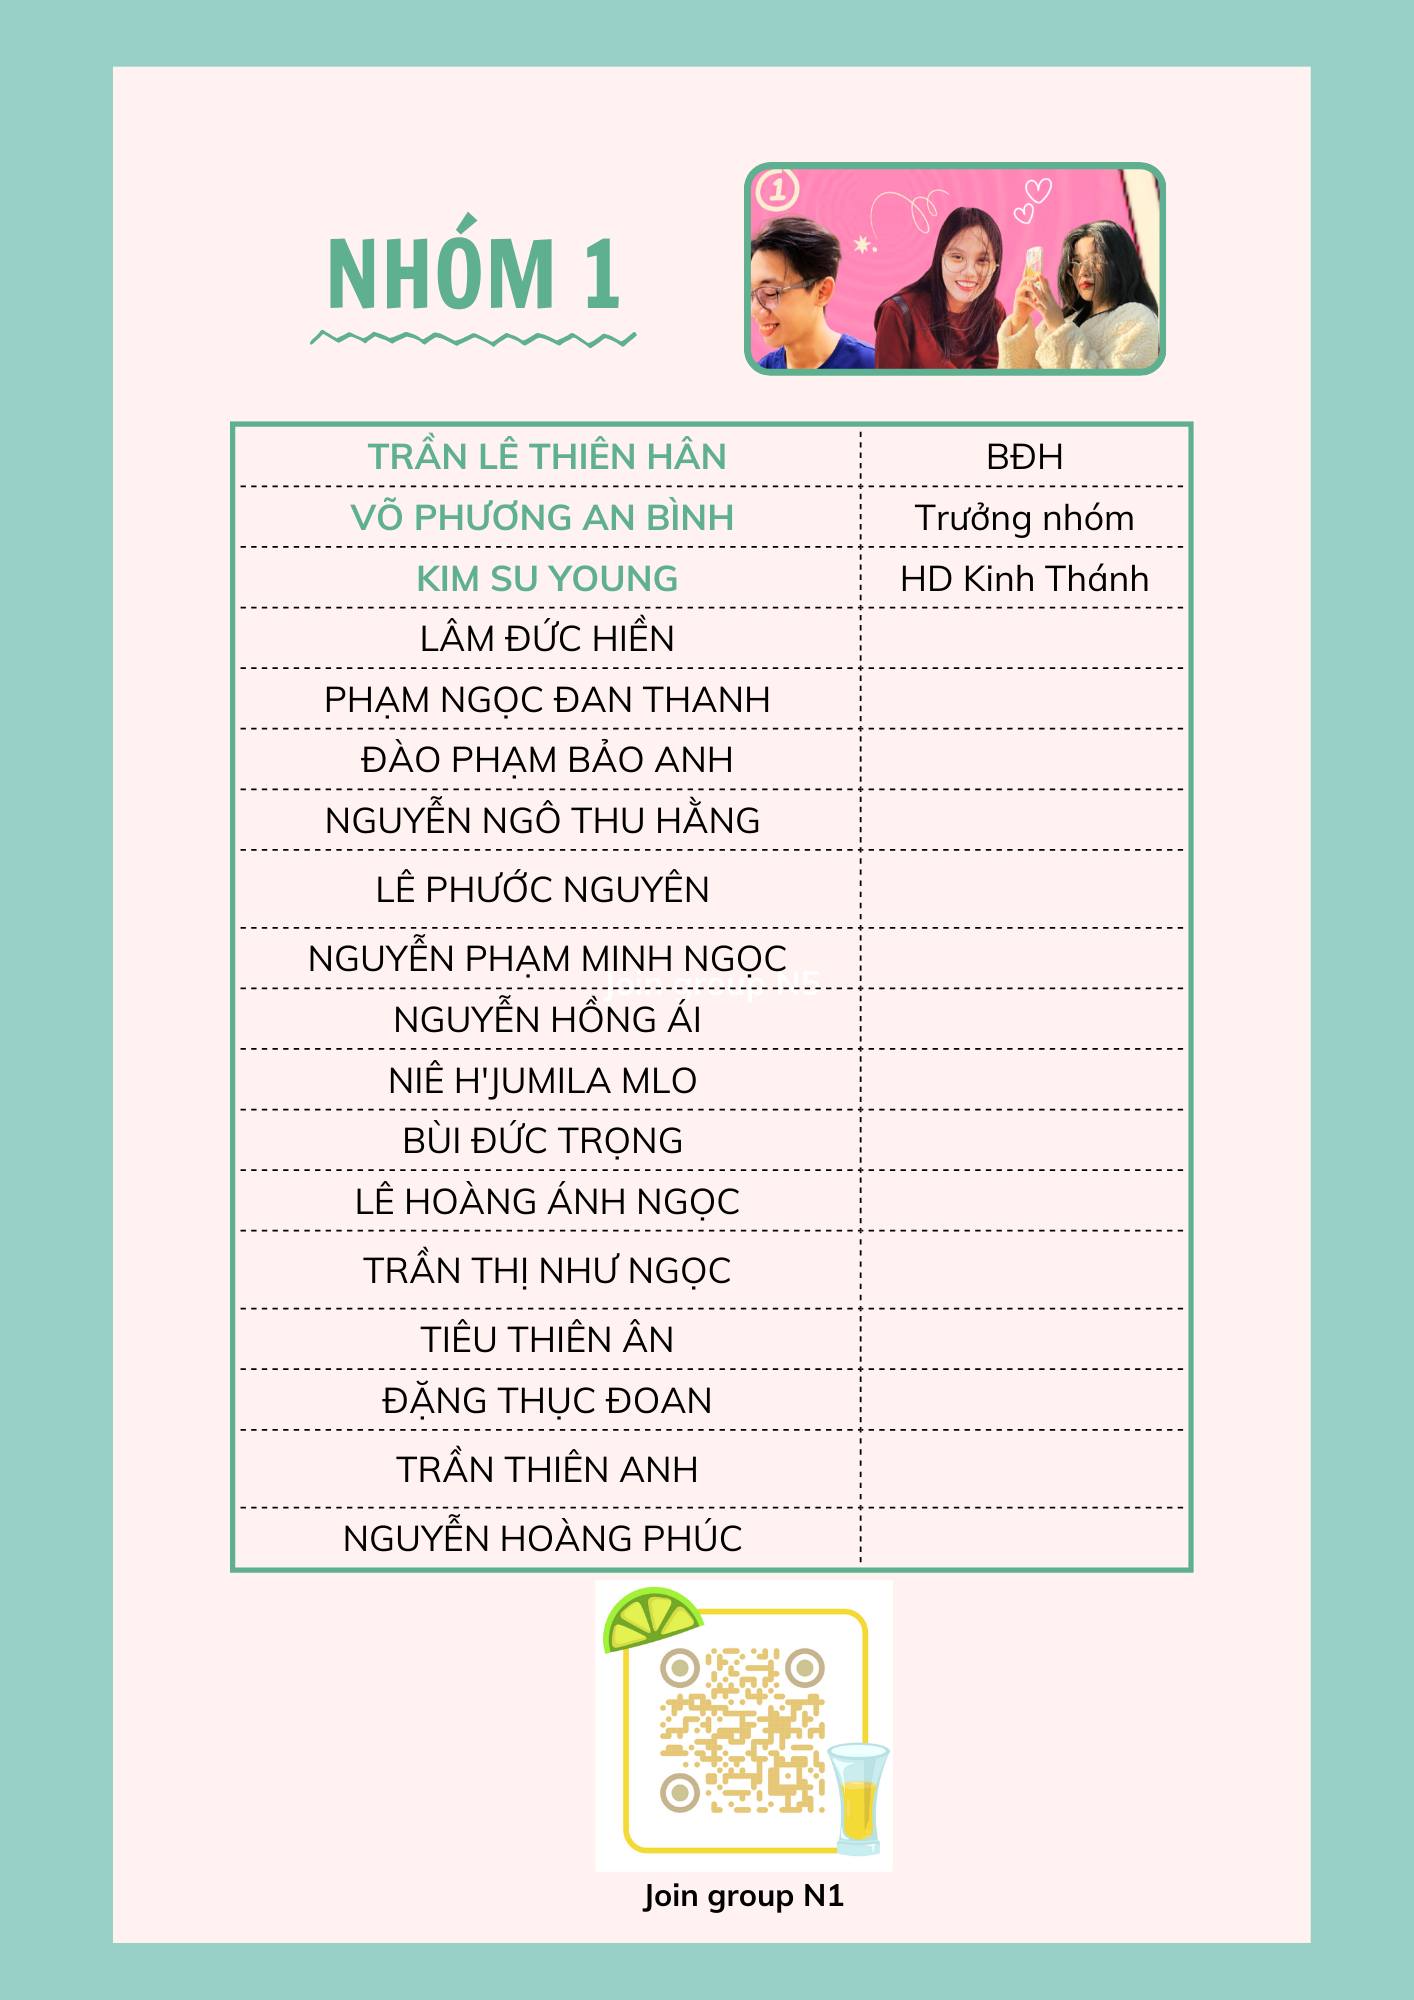 1
NHÓM 1
TRẦN LÊ THIÊN HÂN BĐH
VÕ PHƯƠNG AN BÌNH Trưởng nhóm
KIM SU YOUNG HD Kinh Thánh
LÂM ĐỨC HIỀN
PHẠM NGỌC ĐAN THANH
ĐÀO PHẠM BẢO ANH
NGUYỄN NGÔ THU HẰNG
LÊ PHƯỚC NGUYÊN
NGUYỄN PHẠM MINH NGỌC
Join group N5
NGUYỄN HỒNG ÁI
NIÊ H'JUMILA MLO
BÙI ĐỨC TRỌNG
LÊ HOÀNG ÁNH NGỌC
TRẦN THỊ NHƯ NGỌC
TIÊU THIÊN ÂN
ĐẶNG THỤC ĐOAN
TRẦN THIÊN ANH
NGUYỄN HOÀNG PHÚC
Join group N1